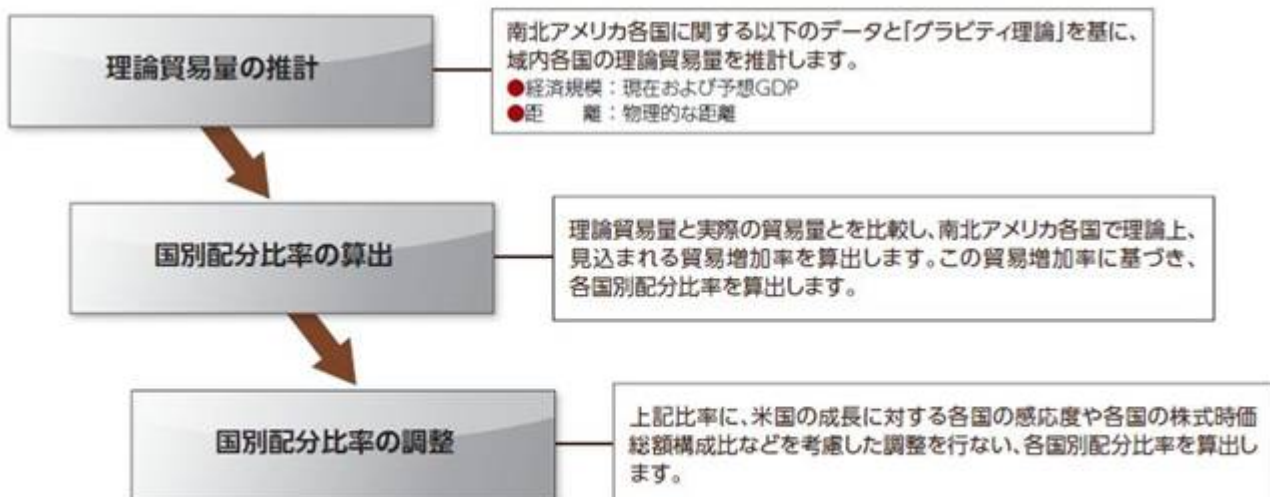 理論貿易量の推計
南北アメリカ各国に関する以下のデータと「グラビティ理論」を基に、
域内各国の理論貿易量を推計します。
●経済規模：現在および予想GDP
●距　　離：物理的な距離
国別配分比率の算出
理論貿易量と実際の貿易量とを比較し、南北アメリカ各国で理論上、
見込まれる貿易増加率を算出します。この貿易増加率に基づき、
各国別配分比率を算出します。
国別配分比率の調整
上記比率に、米国の成長に対する各国の感応度や各国の株式時価
総額構成比などを考慮した調整を行ない、各国別配分比率を算出し
ます。